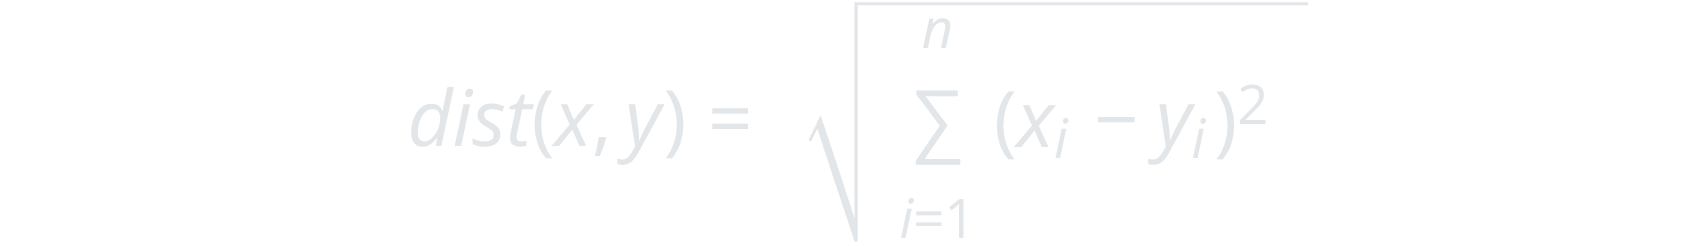 dist(x, y) = √ n ∑ i=1 (xᵢ − yᵢ)²